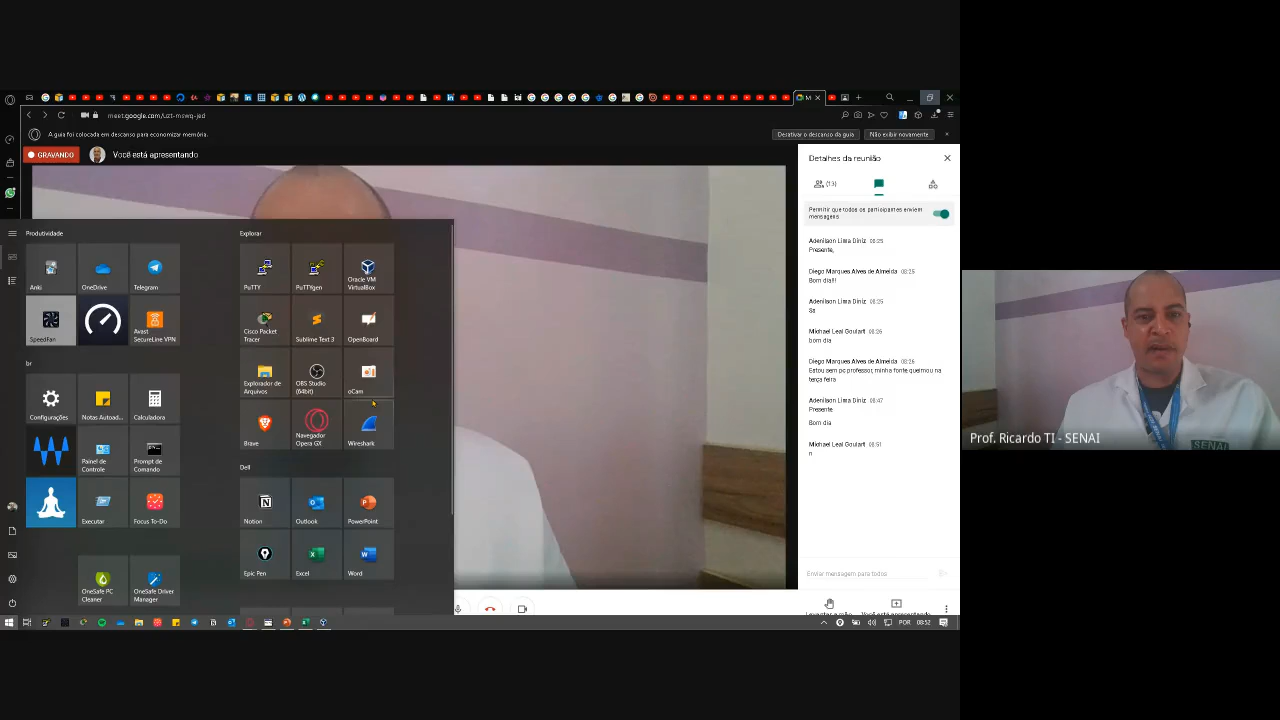 meet.google.com/uzt-mswq-jed
A guia foi colocada em descanso para economizar memória.
Desativar o descanso da guia
Não exibir novamente
GRAVANDO
Você está apresentando
Produtividade
Anki
OneDrive
Telegram
SpeedFan
Avast
SecureLine VPN
br
Configurações
Notas Autoad...
Calculadora
Painel de
Controle
Prompt de
Comando
Executar
Focus To-Do
OneSafe PC
Cleaner
OneSafe Driver
Manager
Explorar
PuTTY
PuTTYgen
Oracle VM
VirtualBox
Cisco Packet
Tracer
Sublime Text 3
OpenBoard
Explorador de
Arquivos
OBS Studio
(64bit)
oCam
Brave
Navegador
Opera GX
Wireshark
Dell
Notion
Outlook
PowerPoint
Epic Pen
Excel
Word
Detalhes da reunião
(13)
Permitir que todos os participantes enviem
mensagens
Adenilson Lima Diniz 08:25
Presente,
Diego Marques Alves de Almeida 08:25
Bom dia!!!
Adenilson Lima Diniz 08:25
Michael Leal Goulart 08:26
bom dia
Diego Marques Alves de Almeida 08:26
Estou sem pc professor, minha fonte queimou na
terça feira
Adenilson Lima Diniz 08:47
Presente
Bom dia
Michael Leal Goulart 08:51
n
Enviar mensagem para todos
Levantar a mão
Você está apresentando
POR
08:52
Prof. Ricardo TI - SENAI
SENAI